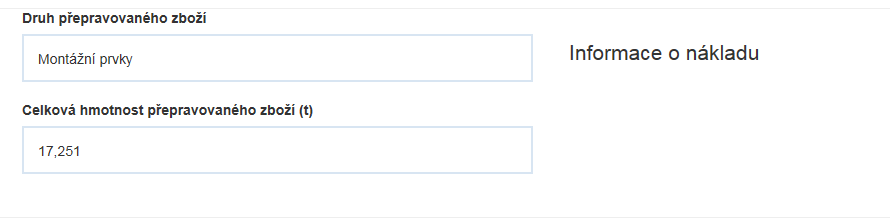 Druh přepravovaného zboží
Montážní prvky
Informace o nákladu
Celková hmotnost přepravovaného zboží (t)
17,251